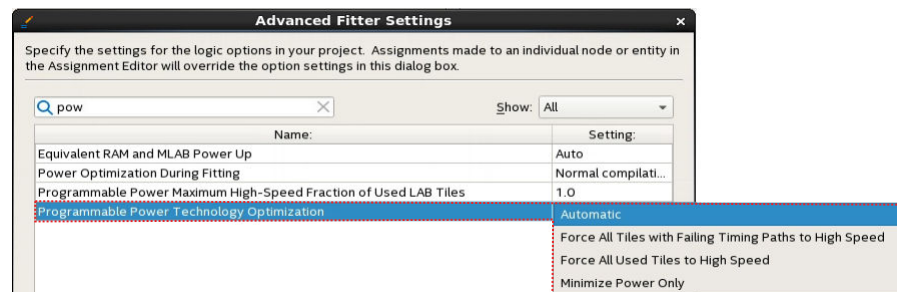 Advanced Fitter Settings
Specify the settings for the logic options in your project. Assignments made to an individual node or entity in
the Assignment Editor will override the option settings in this dialog box.
pow
Show: All
Name: Setting:
Equivalent RAM and MLAB Power Up Auto
Power Optimization During Fitting Normal compilati...
Programmable Power Maximum High-Speed Fraction of Used LAB Tiles 1.0
Programmable Power Technology Optimization Automatic
Force All Tiles with Failing Timing Paths to High Speed
Force All Used Tiles to High Speed
Minimize Power Only